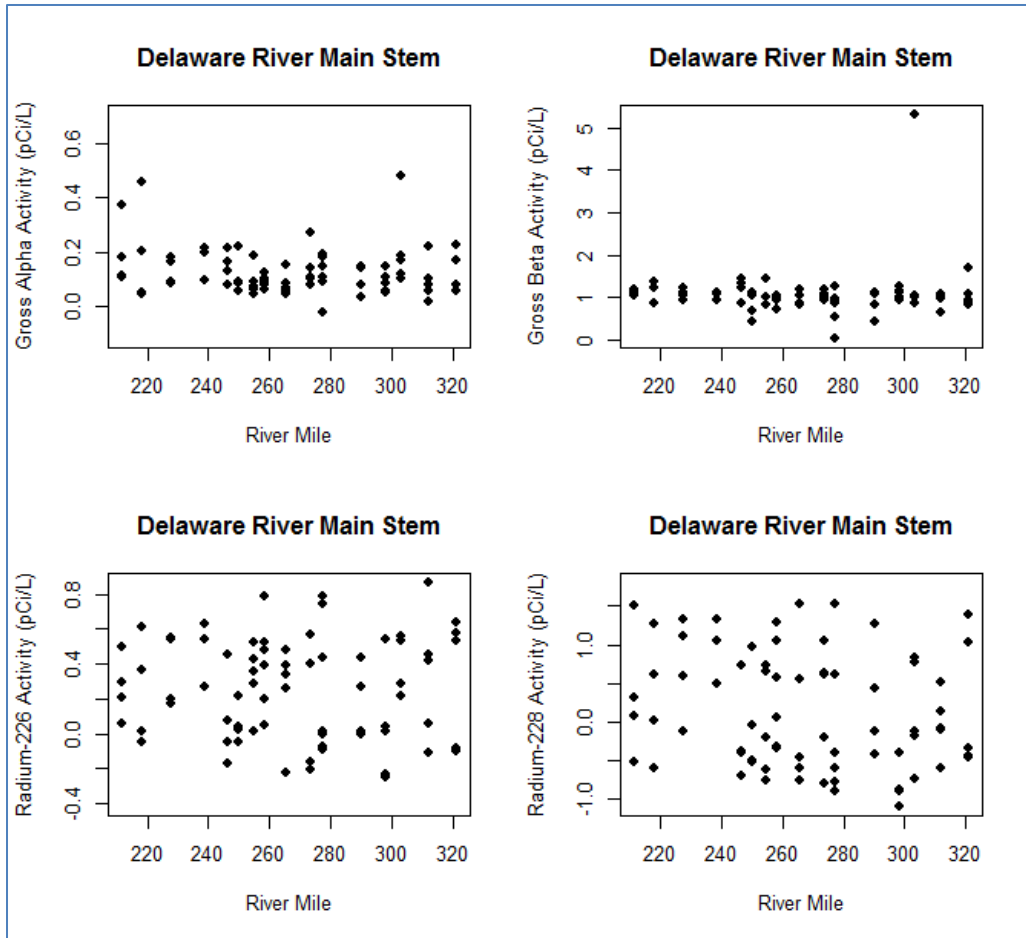 Delaware River Main Stem
Gross Alpha Activity (pCi/L)
0.6
0.4
0.2
0.0
220 240 260 280 300 320
River Mile
Delaware River Main Stem
Gross Beta Activity (pCi/L)
5
4
3
2
1
0
220 240 260 280 300 320
River Mile
Delaware River Main Stem
Radium-226 Activity (pCi/L)
0.8
0.4
0.0
-0.4
220 240 260 280 300 320
River Mile
Delaware River Main Stem
Radium-228 Activity (pCi/L)
1.0
0.0
-1.0
220 240 260 280 300 320
River Mile